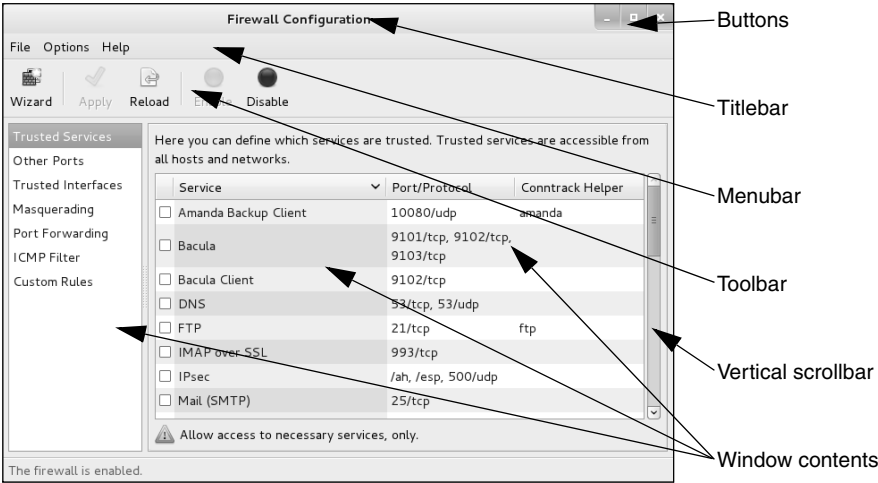 Firewall Configuration
Buttons
File Options Help
Wizard Apply Reload Enable Disable
Titlebar
Trusted Services
Other Ports
Trusted Interfaces
Masquerading
Port Forwarding
ICMP Filter
Custom Rules
Here you can define which services are trusted. Trusted services are accessible from
all hosts and networks.
Service Port/Protocol Conntrack Helper
Amanda Backup Client 10080/udp amanda
Bacula 9101/tcp, 9102/tcp,
9103/tcp
Bacula Client 9102/tcp
DNS 53/tcp, 53/udp
FTP 21/tcp ftp
IMAP over SSL 993/tcp
IPsec /ah, /esp, 500/udp
Mail (SMTP) 25/tcp
Allow access to necessary services, only.
The firewall is enabled.
Menubar
Toolbar
Vertical scrollbar
Window contents